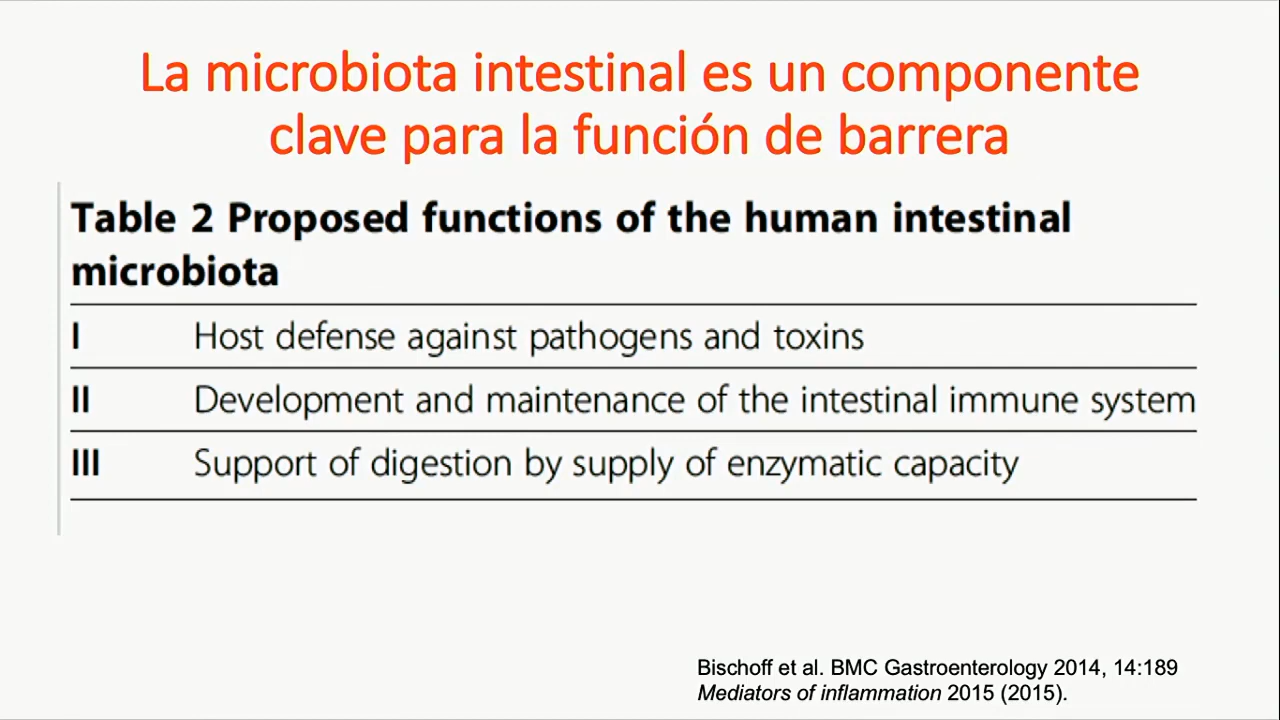 La microbiota intestinal es un componente
clave para la función de barrera
Table 2 Proposed functions of the human intestinal
microbiota
I Host defense against pathogens and toxins
II Development and maintenance of the intestinal immune system
III Support of digestion by supply of enzymatic capacity
Bischoff et al. BMC Gastroenterology 2014, 14:189
Mediators of inflammation 2015 (2015).